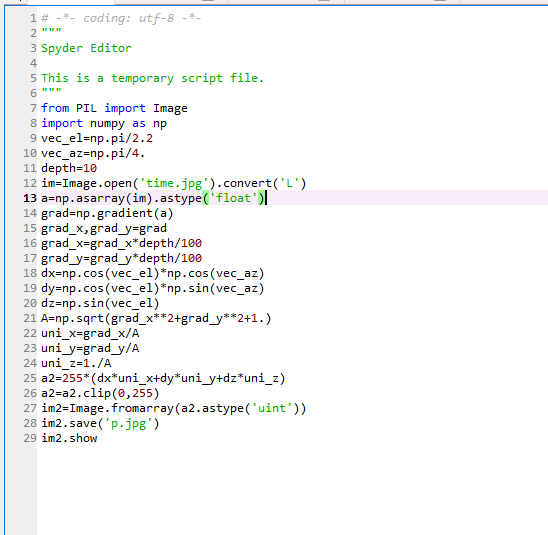 1 # -*- coding: utf-8 -*-
2 """
3 Spyder Editor
4
5 This is a temporary script file.
6 """
7 from PIL import Image
8 import numpy as np
9 vec_el=np.pi/2.2
10 vec_az=np.pi/4.
11 depth=10
12 im=Image.open('time.jpg').convert('L')
13 a=np.asarray(im).astype('float')
14 grad=np.gradient(a)
15 grad_x,grad_y=grad
16 grad_x=grad_x*depth/100
17 grad_y=grad_y*depth/100
18 dx=np.cos(vec_el)*np.cos(vec_az)
19 dy=np.cos(vec_el)*np.sin(vec_az)
20 dz=np.sin(vec_el)
21 A=np.sqrt(grad_x**2+grad_y**2+1.)
22 uni_x=grad_x/A
23 uni_y=grad_y/A
24 uni_z=1./A
25 a2=255*(dx*uni_x+dy*uni_y+dz*uni_z)
26 a2=a2.clip(0,255)
27 im2=Image.fromarray(a2.astype('uint'))
28 im2.save('p.jpg')
29 im2.show